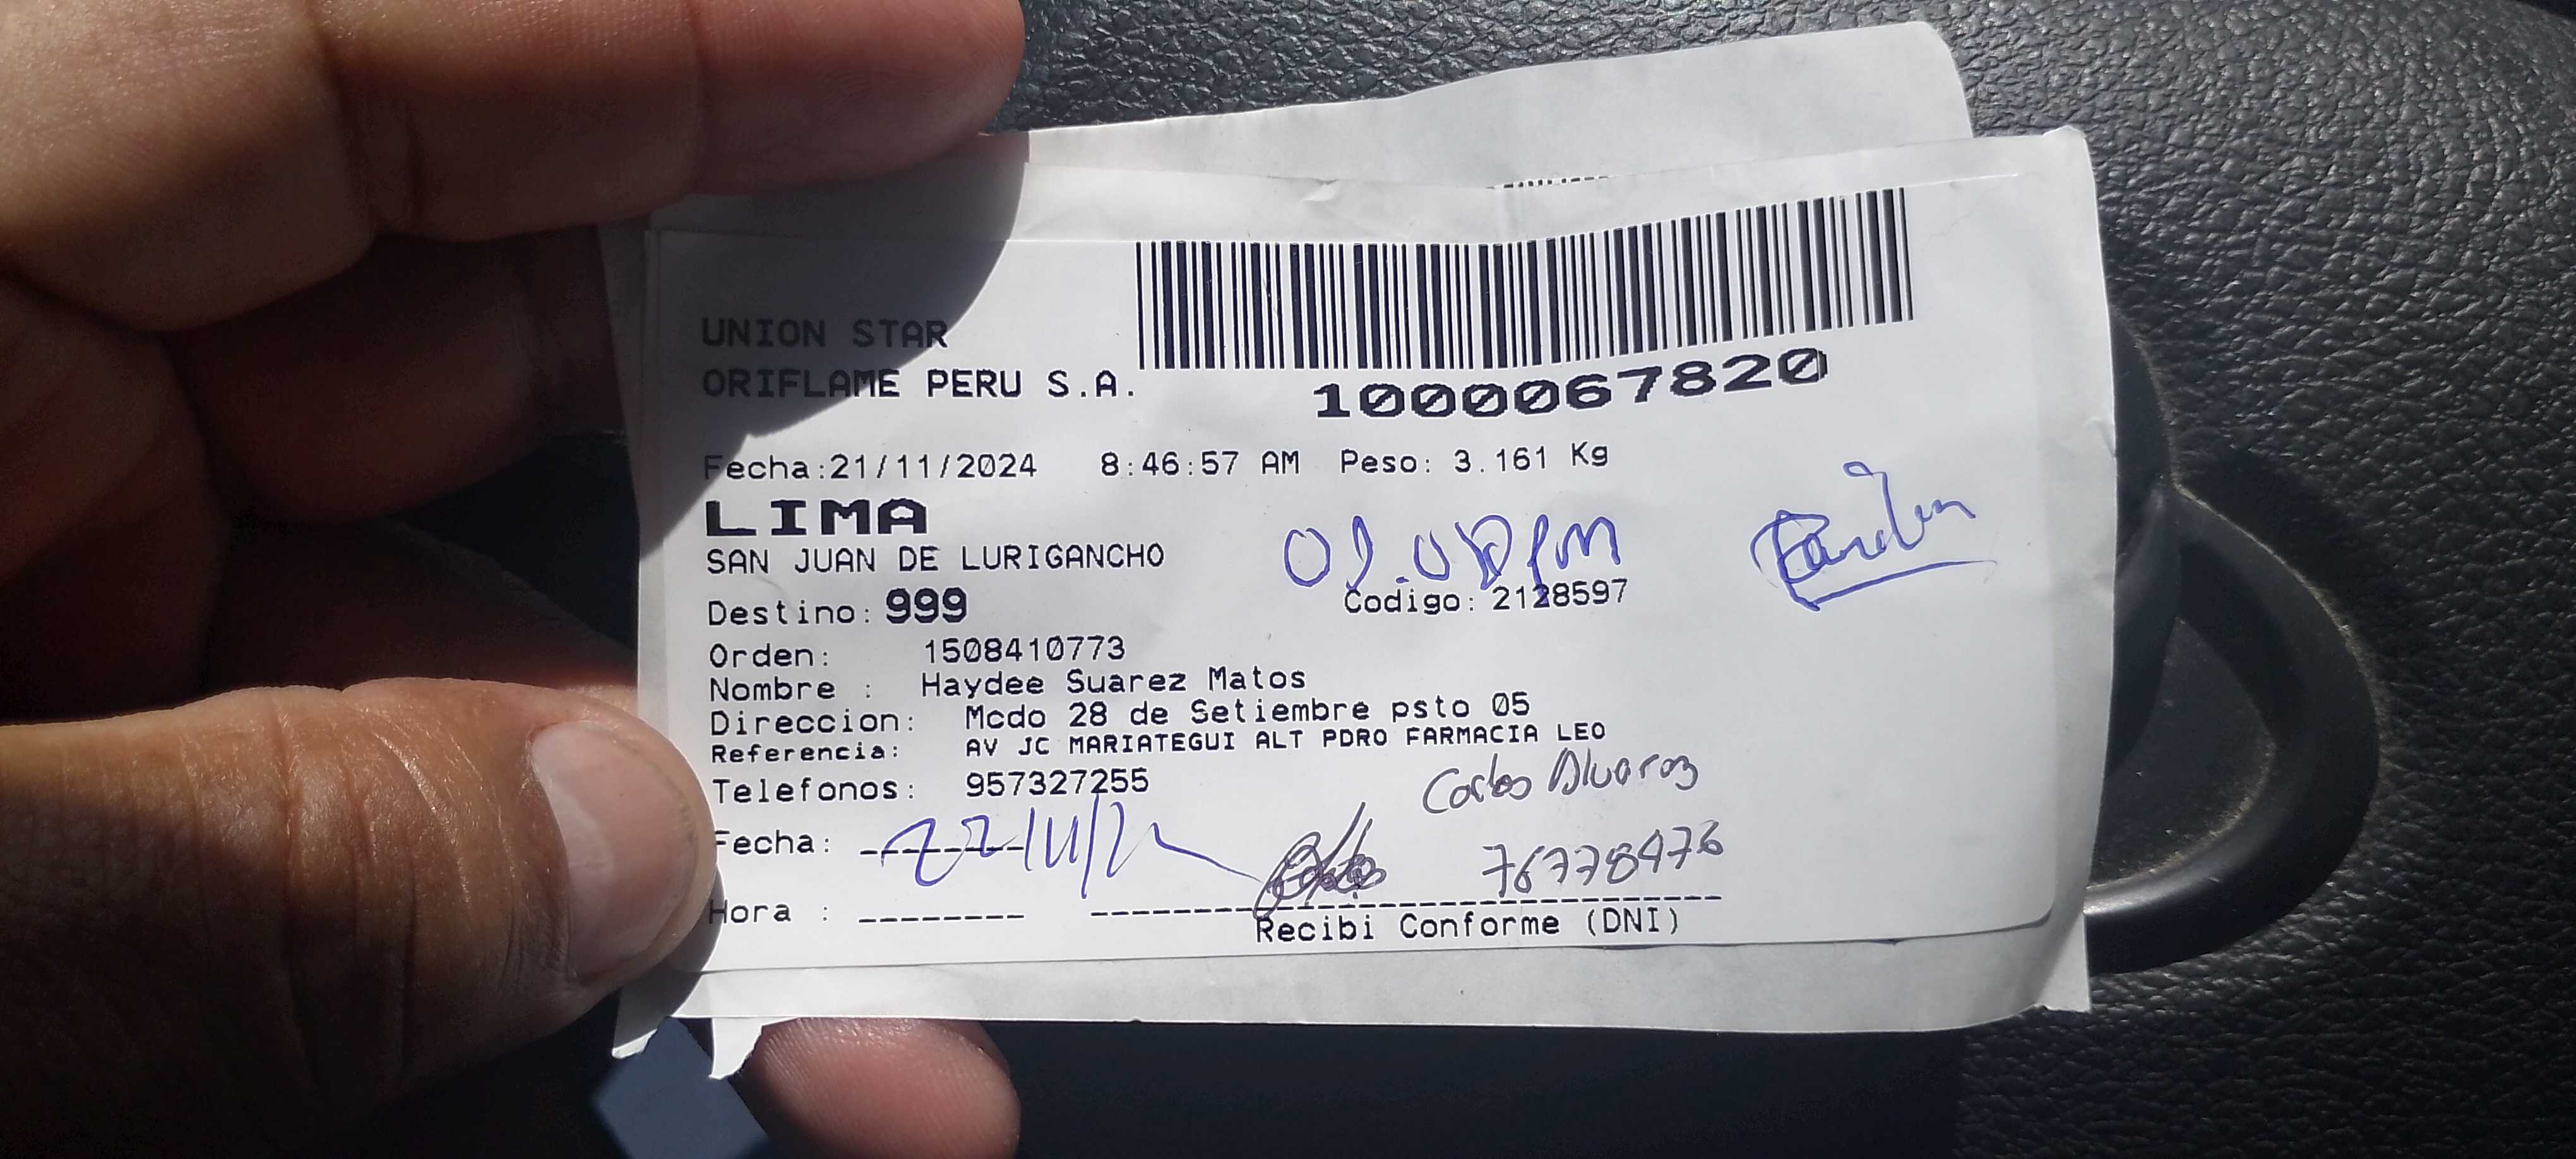 UNION STAR
ORIFLAME PERU S.A.
1000067820
Fecha:21/11/2024 8:46:57 AM Peso: 3.161 Kg
LIMA
SAN JUAN DE LURIGANCHO
Destino: 999
Codigo: 2128597
Orden: 1508410773
Nombre : Haydee Suarez Matos
Direccion: Mcdo 28 de Setiembre psto 05
Referencia: AV JC MARIATEGUI ALT PDRO FARMACIA LEO
Telefonos: 957327255
Carlos Alvarez
Fecha: 22/11/2
76778476
Hora :
Recibi Conforme (DNI)